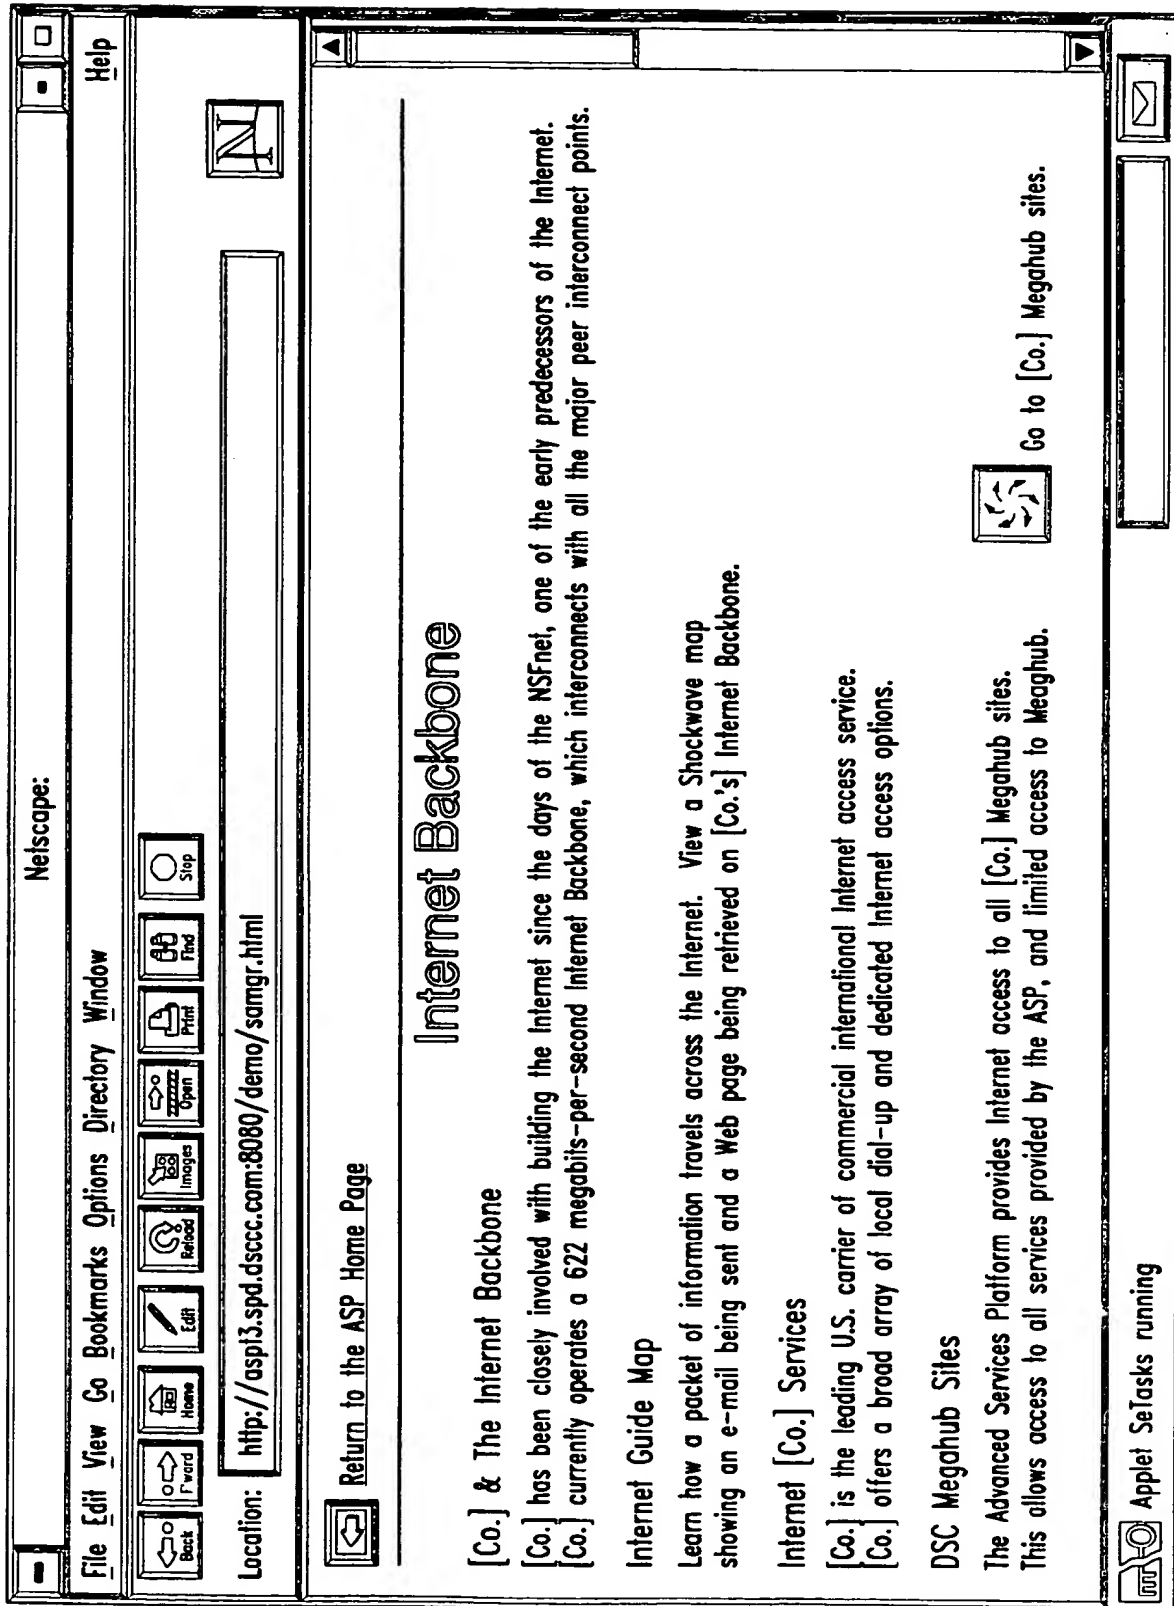 Netscape:
File Edit View Go Bookmarks Options Directory Window Help
Back F'ward Home Edit Reload Images Open Print Find Stop
Location: http://aspl3.spd.dsccc.com:8080/demo/samgr.html
N
Return to the ASP Home Page
Internet Backbone
[Co.] & The Internet Backbone
[Co.] has been closely involved with building the Internet since the days of the NSFnet, one of the early predecessors of the Internet.
[Co.] currently operates a 622 megabits-per-second Internet Backbone, which interconnects with all the major peer interconnect points.
Internet Guide Map
Learn how a packet of information travels across the Internet. View a Shockwave map
showing an e-mail being sent and a Web page being retrieved on [Co.'s] Internet Backbone.
Internet [Co.] Services
[Co.] is the leading U.S. carrier of commercial international Internet access service.
[Co.] offers a broad array of local dial-up and dedicated Internet access options.
DSC Megahub Sites
The Advanced Services Platform provides Internet access to all [Co.] Megahub sites.
This allows access to all services provided by the ASP, and limited access to Meaghub.
Go to [Co.] Megahub sites.
Applet SeTasks running